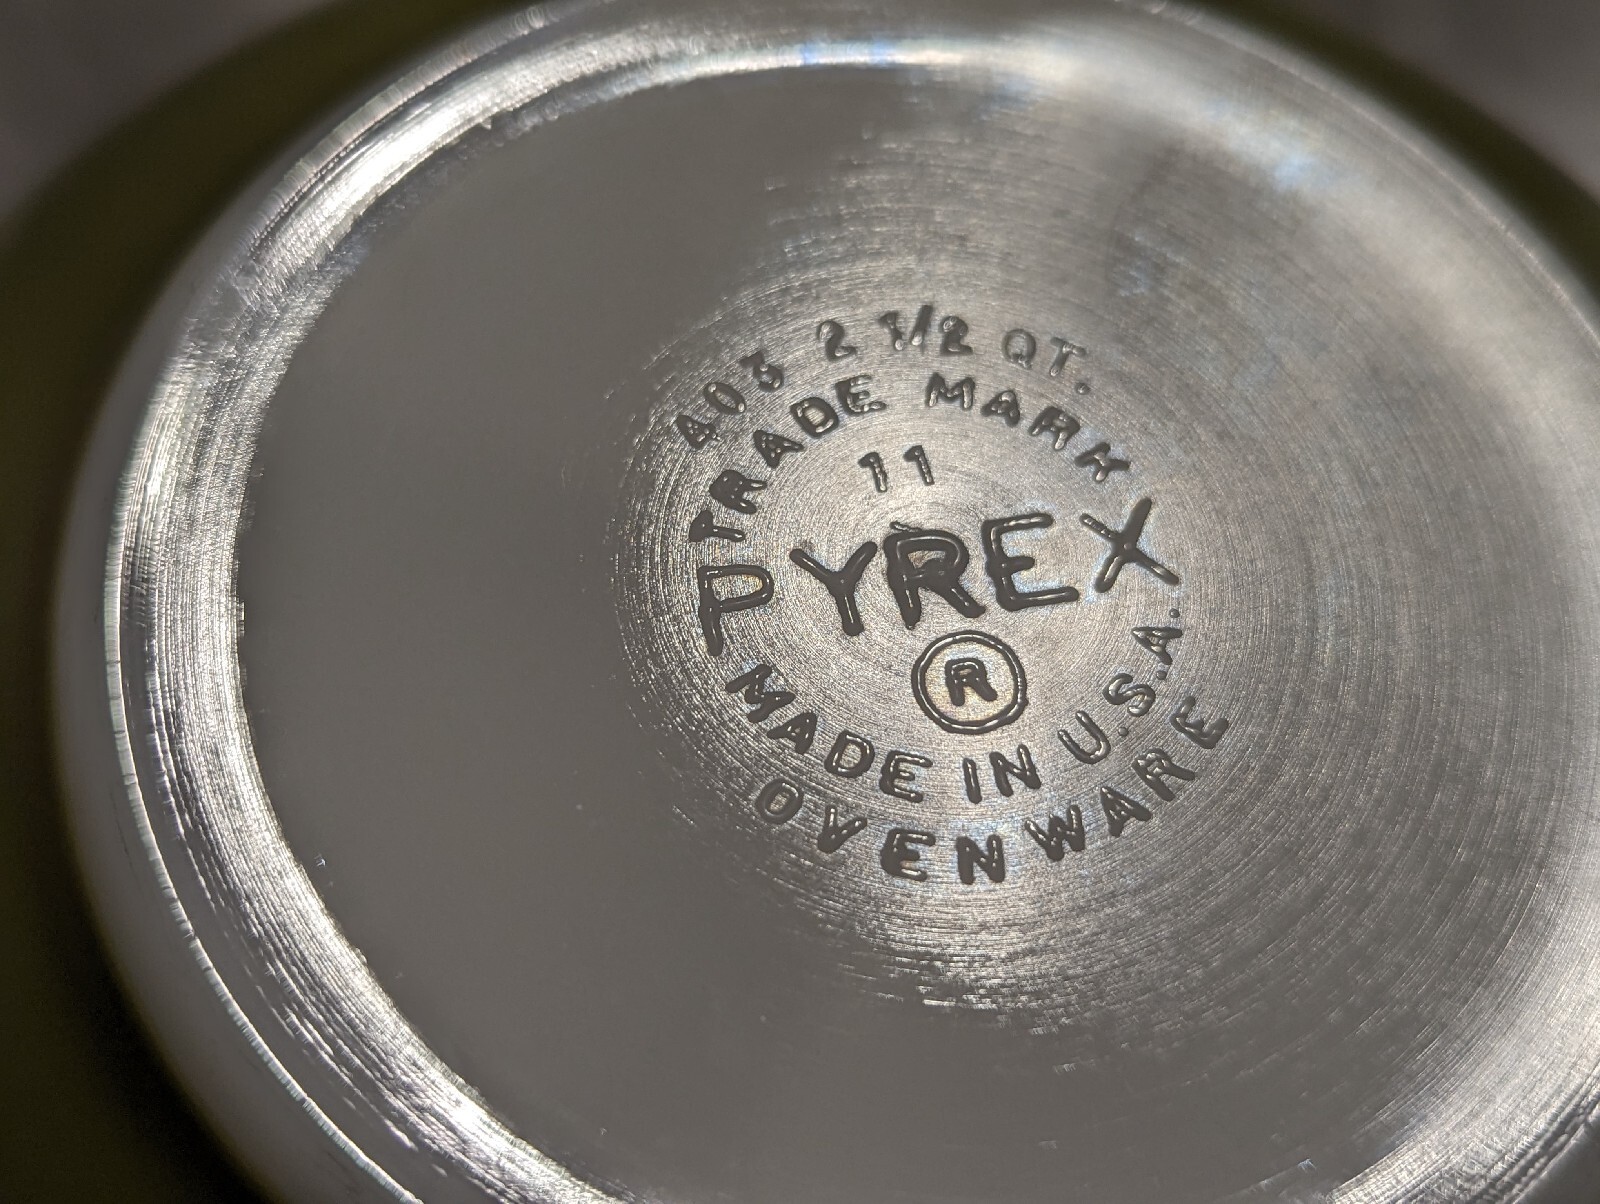 403 2 1/2 QT.
TRADE MARK
11
PYREX
®
MADE IN U.S.A.
OVENWARE